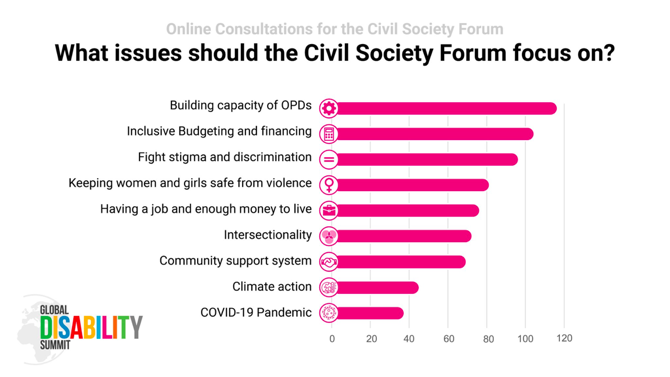 Online Consultations for the Civil Society Forum
What issues should the Civil Society Forum focus on?
Building capacity of OPDs
Inclusive Budgeting and financing
Fight stigma and discrimination
Keeping women and girls safe from violence
Having a job and enough money to live
Intersectionality
Community support system
Climate action
COVID-19 Pandemic
0 20 40 60 80 100 120
GLOBAL
DISABILITY
SUMMIT